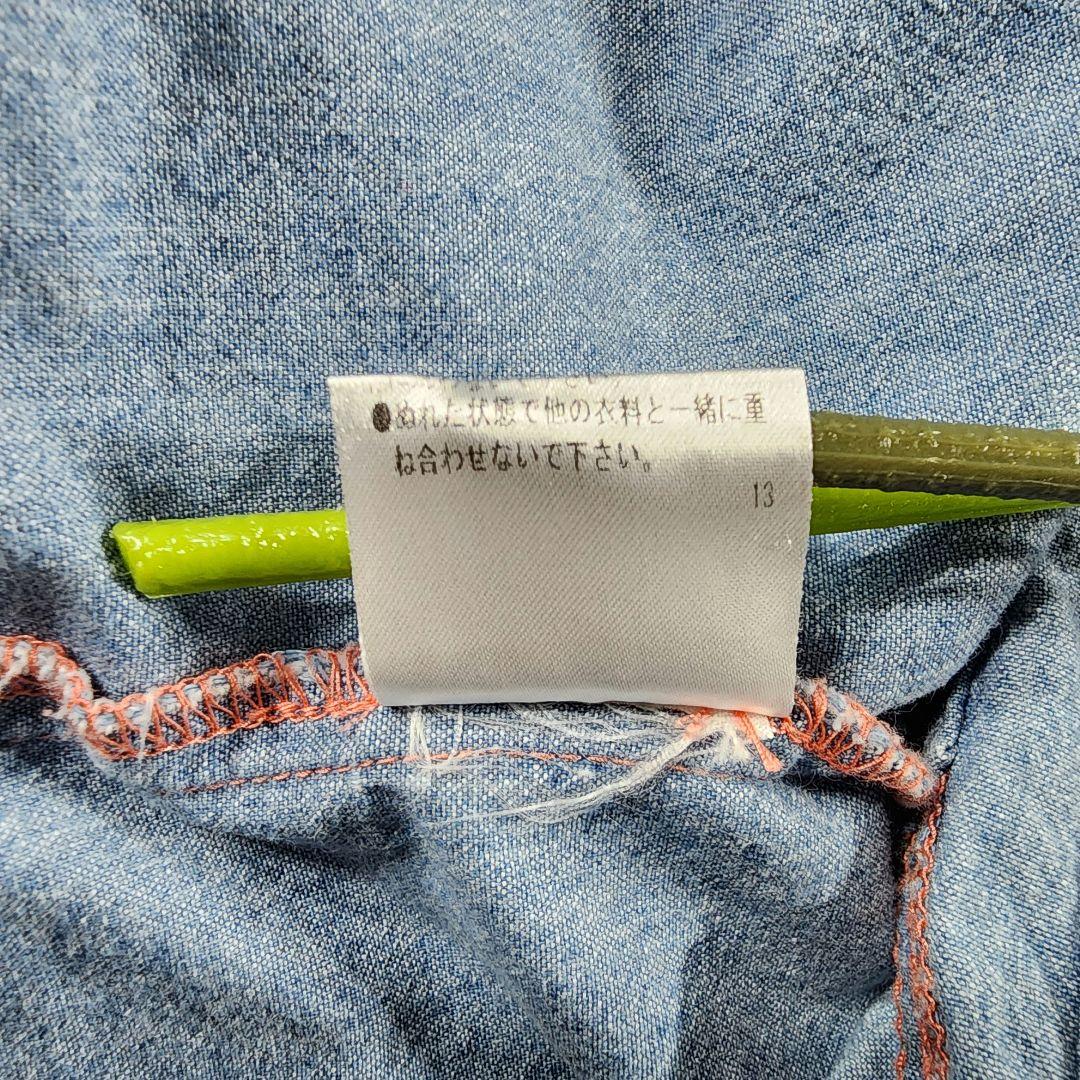 ●ぬれた状態で他の衣料と一緒に重
ね合わせないで下さい。
13